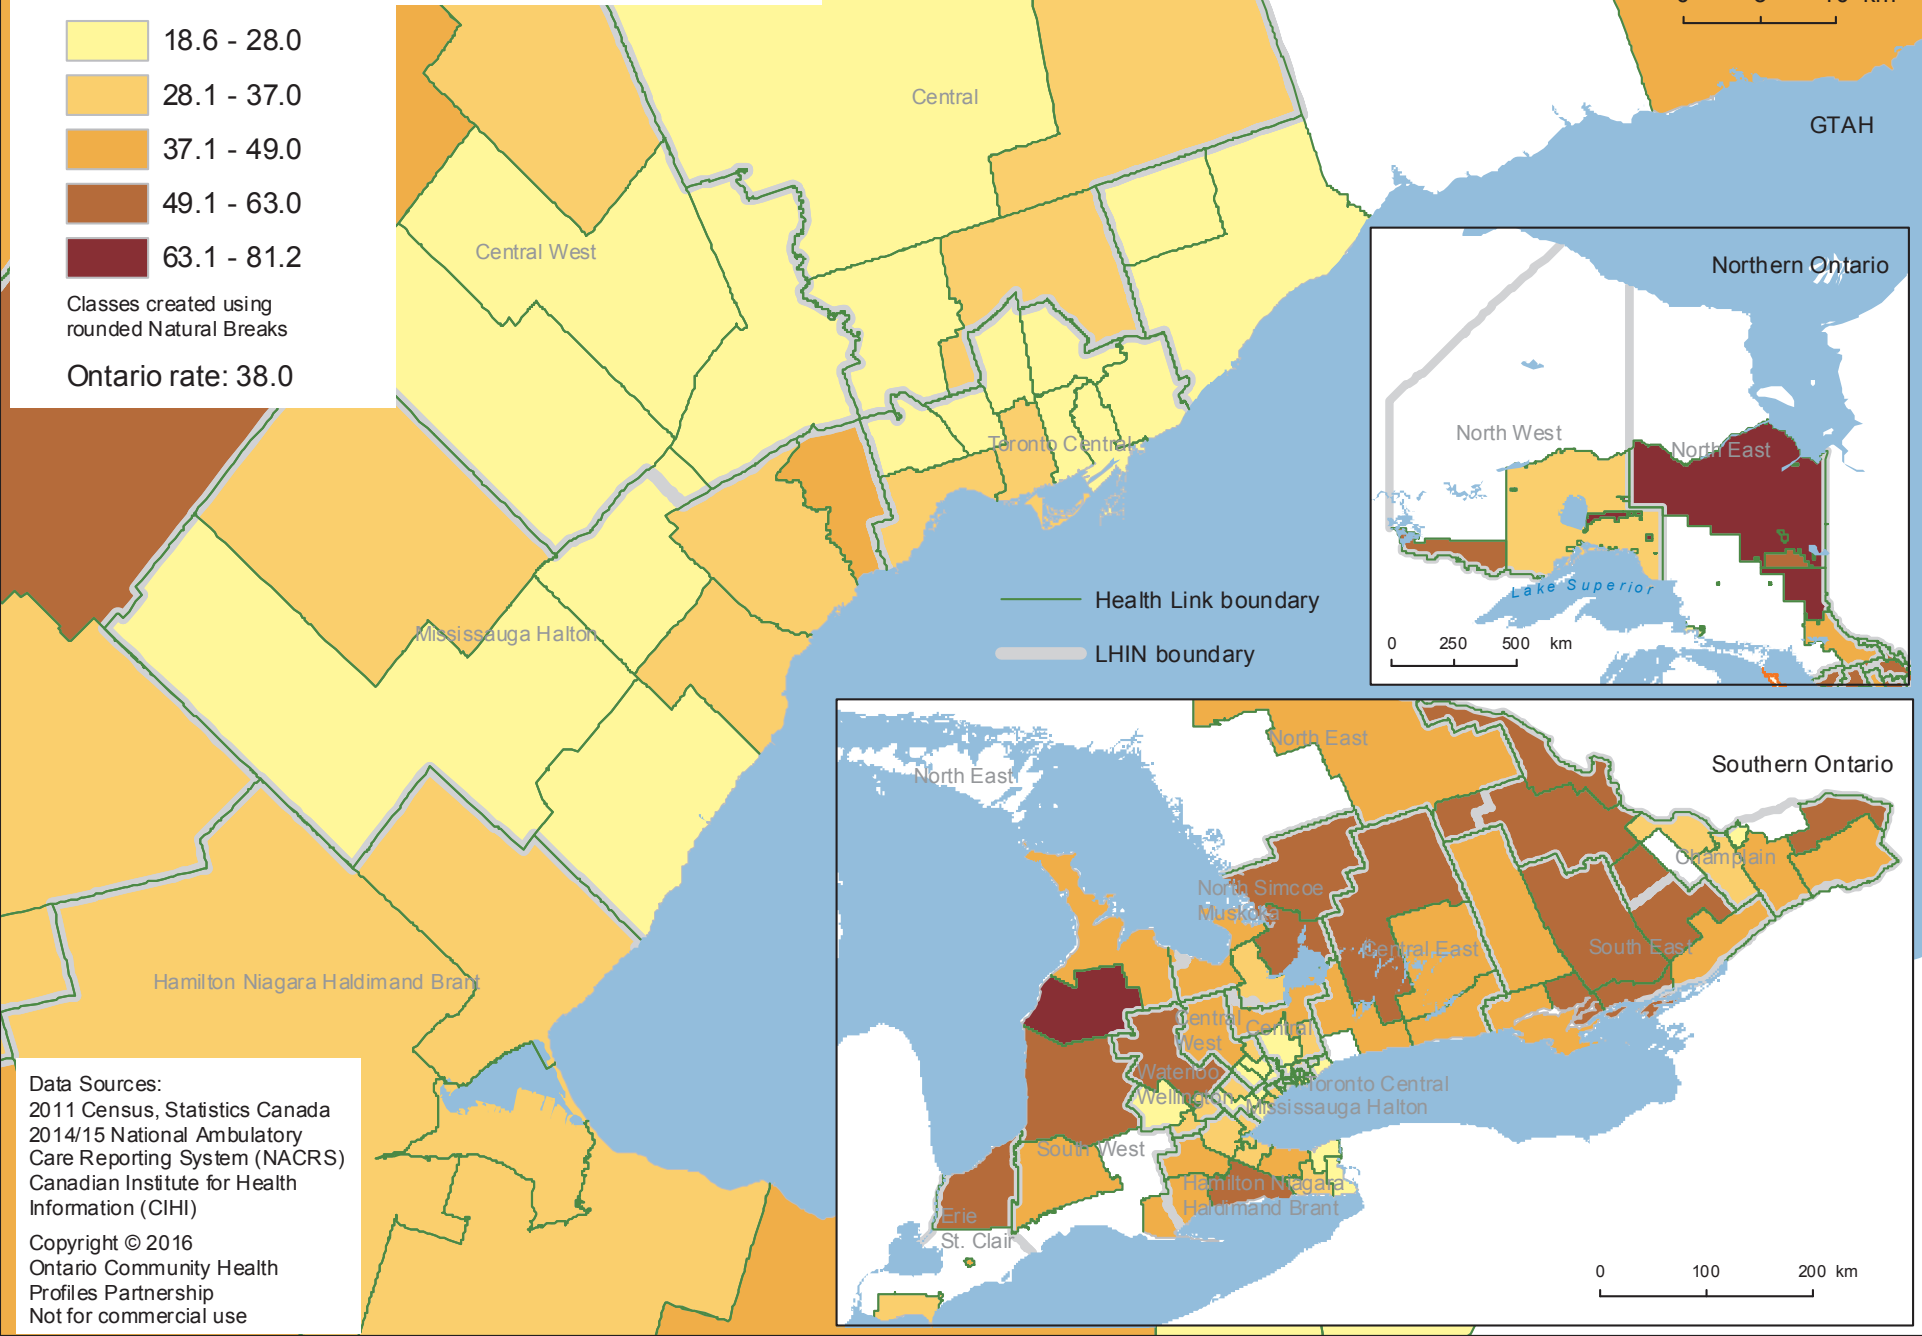 18.6 - 28.0
28.1 - 37.0
37.1 - 49.0
49.1 - 63.0
63.1 - 81.2
Classes created using
rounded Natural Breaks
Ontario rate: 38.0
Central
Central West
Toronto Central
Mississauga Halton
Hamilton Niagara Haldimand Brant
GTAH
Health Link boundary
LHIN boundary
Northern Ontario
North West
North East
Lake Superior
0 250 500 km
Southern Ontario
North East
North East
Champlain
North Simcoe
Muskoka
Central East
South East
Central
West
Central
Waterloo
Wellington
Toronto Central
Mississauga Halton
South West
Hamilton Niagara
Haldimand Brant
Erie
St. Clair
0 100 200 km
Data Sources:
2011 Census, Statistics Canada
2014/15 National Ambulatory
Care Reporting System (NACRS)
Canadian Institute for Health
Information (CIHI)
Copyright © 2016
Ontario Community Health
Profiles Partnership
Not for commercial use